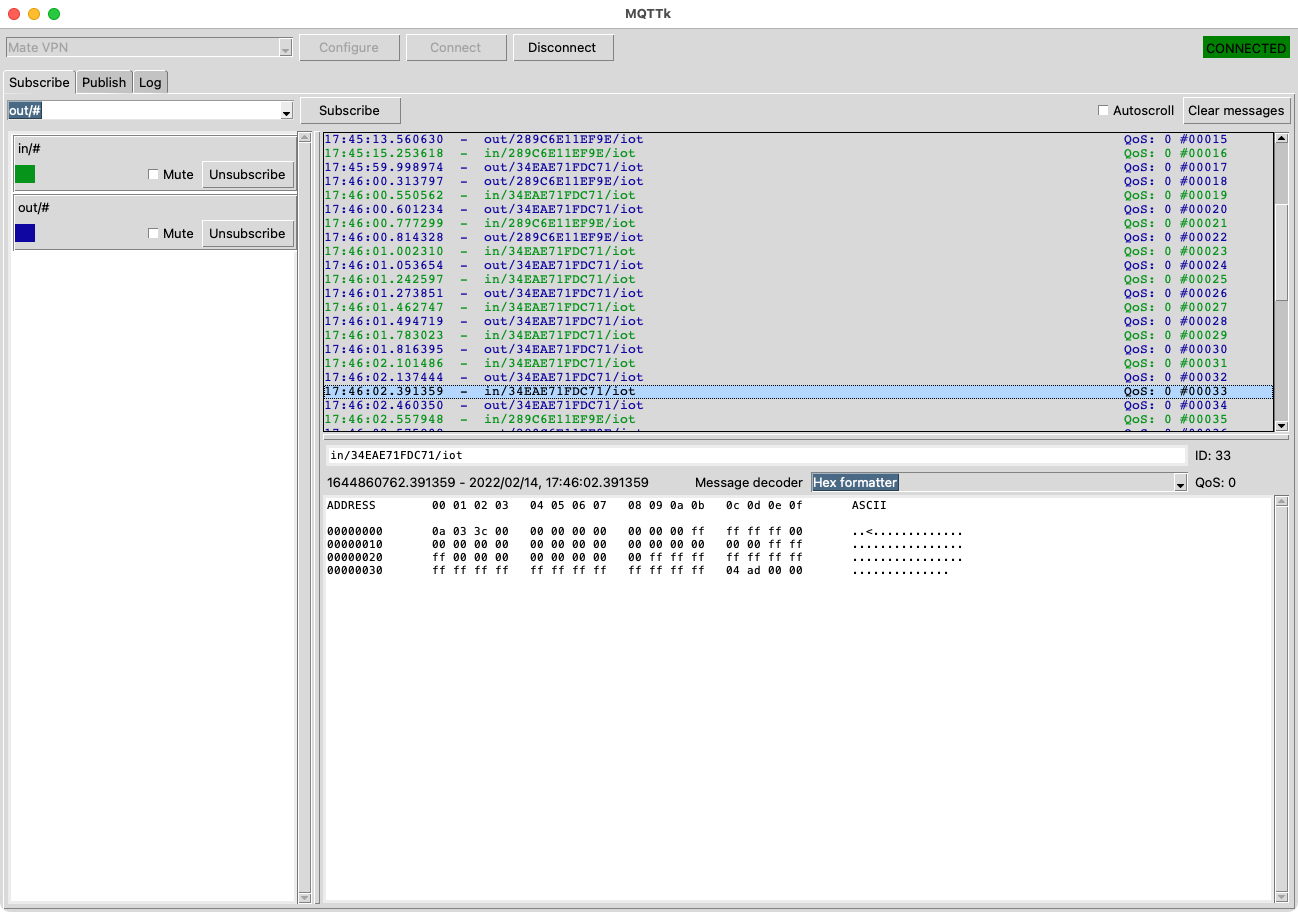 MQTTk
Mate VPN Configure Connect Disconnect CONNECTED
Subscribe Publish Log
out/# Subscribe Autoscroll Clear messages
in/#
Mute Unsubscribe
out/#
Mute Unsubscribe
17:45:13.560630 - out/289C6E11EF9E/iot QoS: 0 #00015
17:45:15.253618 - in/289C6E11EF9E/iot QoS: 0 #00016
17:45:59.998974 - out/34EAE71FDC71/iot QoS: 0 #00017
17:46:00.313797 - out/289C6E11EF9E/iot QoS: 0 #00018
17:46:00.550562 - in/34EAE71FDC71/iot QoS: 0 #00019
17:46:00.601234 - out/34EAE71FDC71/iot QoS: 0 #00020
17:46:00.777299 - in/289C6E11EF9E/iot QoS: 0 #00021
17:46:00.814328 - out/289C6E11EF9E/iot QoS: 0 #00022
17:46:01.002310 - in/34EAE71FDC71/iot QoS: 0 #00023
17:46:01.053654 - out/34EAE71FDC71/iot QoS: 0 #00024
17:46:01.242597 - in/34EAE71FDC71/iot QoS: 0 #00025
17:46:01.273851 - out/34EAE71FDC71/iot QoS: 0 #00026
17:46:01.462747 - in/34EAE71FDC71/iot QoS: 0 #00027
17:46:01.494719 - out/34EAE71FDC71/iot QoS: 0 #00028
17:46:01.783023 - in/34EAE71FDC71/iot QoS: 0 #00029
17:46:01.816395 - out/34EAE71FDC71/iot QoS: 0 #00030
17:46:02.101486 - in/34EAE71FDC71/iot QoS: 0 #00031
17:46:02.137444 - out/34EAE71FDC71/iot QoS: 0 #00032
17:46:02.391359 - in/34EAE71FDC71/iot QoS: 0 #00033
17:46:02.460350 - out/34EAE71FDC71/iot QoS: 0 #00034
17:46:02.557948 - in/289C6E11EF9E/iot QoS: 0 #00035
in/34EAE71FDC71/iot ID: 33
1644860762.391359 - 2022/02/14, 17:46:02.391359 Message decoder Hex formatter QoS: 0
ADDRESS 00 01 02 03 04 05 06 07 08 09 0a 0b 0c 0d 0e 0f ASCII
00000000 0a 03 3c 00 00 00 00 00 00 00 00 ff ff ff ff 00 ..<.............
00000010 00 00 00 00 00 00 00 00 00 00 00 00 00 00 ff ff ................
00000020 ff 00 00 00 00 00 00 00 00 ff ff ff ff ff ff ff ................
00000030 ff ff ff ff ff ff ff ff ff ff ff ff 04 ad 00 00 ..............